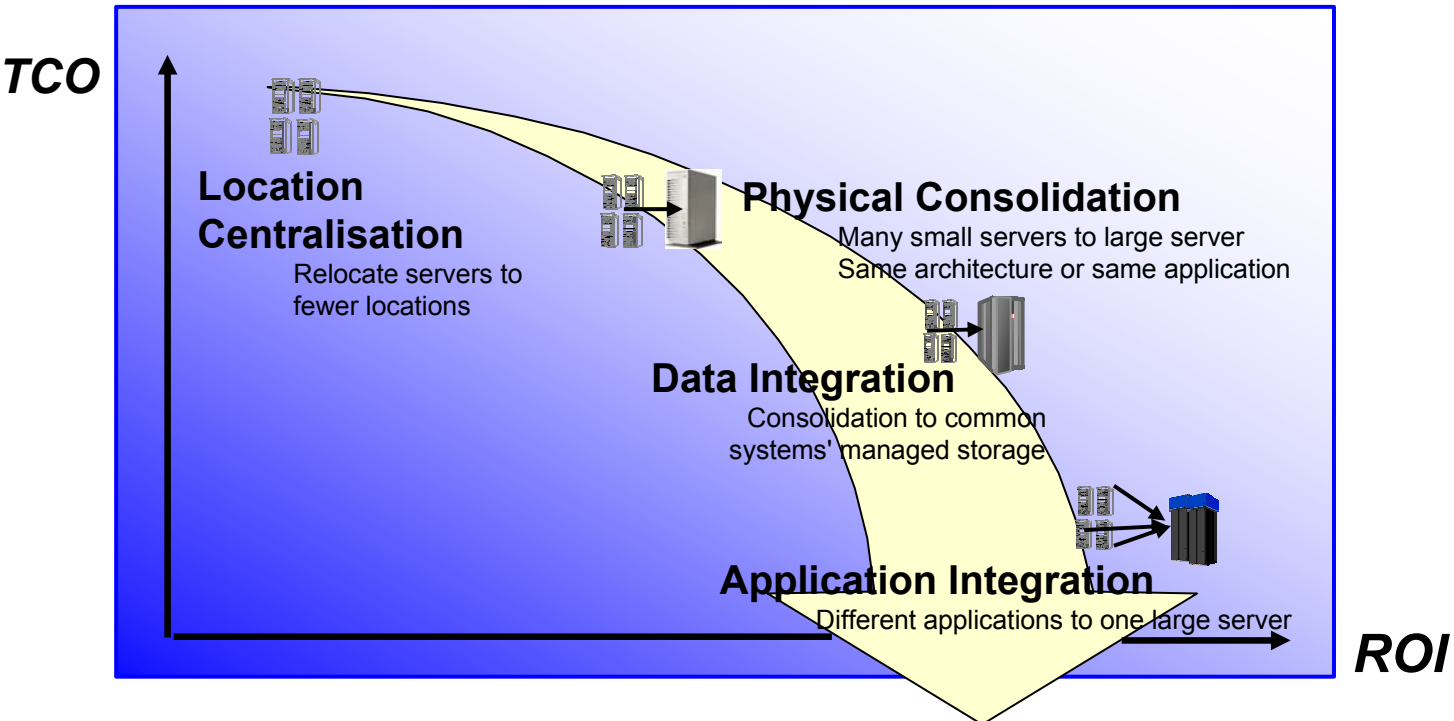 TCO
Location
Centralisation
Relocate servers to
fewer locations
Physical Consolidation
Many small servers to large server
Same architecture or same application
Data Integration
Consolidation to common
systems' managed storage
Application Integration
Different applications to one large server
ROI